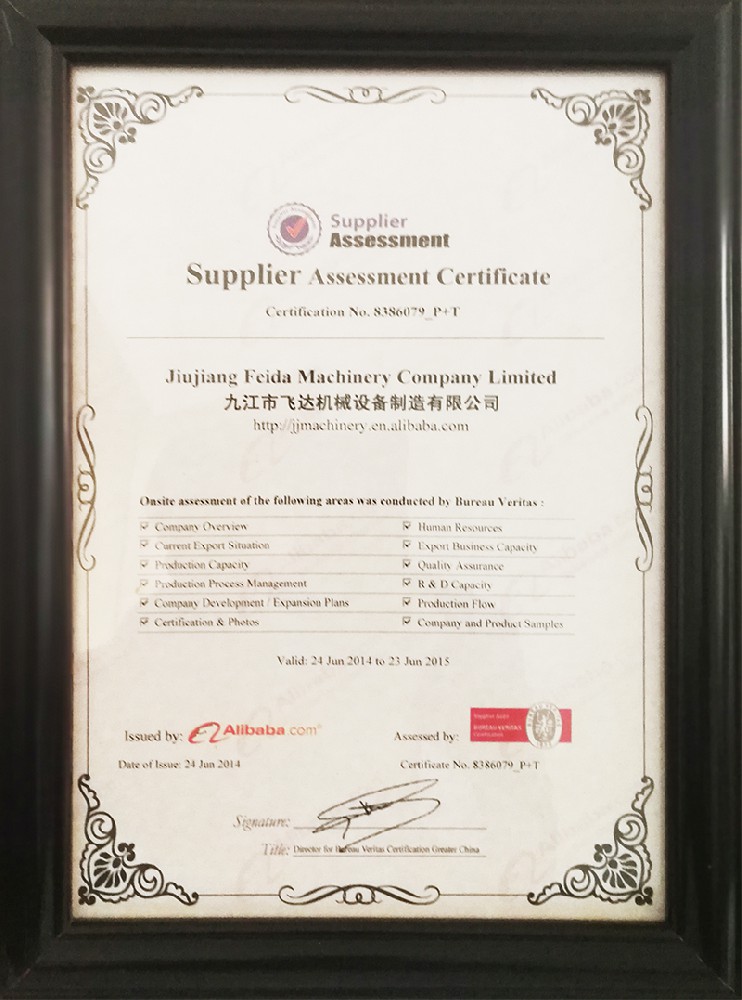 Supplier
Assessment
Supplier Assessment Certificate
Certification No. 8386079_P+T
Jiujiang Feida Machinery Company Limited
九江市飞达机械设备制造有限公司
http://jjmachinery.en.alibaba.com
Onsite assessment of the following areas was conducted by Bureau Veritas :
Company Overview Human Resources
Current Export Situation Export Business Capacity
Production Capacity Quality Assurance
Production Process Management R & D Capacity
Company Development / Expansion Plans Production Flow
Certification & Photos Company and Product Samples
Valid: 24 Jun 2014 to 23 Jun 2015
Issued by: Alibaba.com® Assessed by:
BUREAU VERITAS
Certification
Date of Issue: 24 Jun 2014 Certificate No. 8386079_P+T
Signature:
Title: Director for Bureau Veritas Certification Greater China